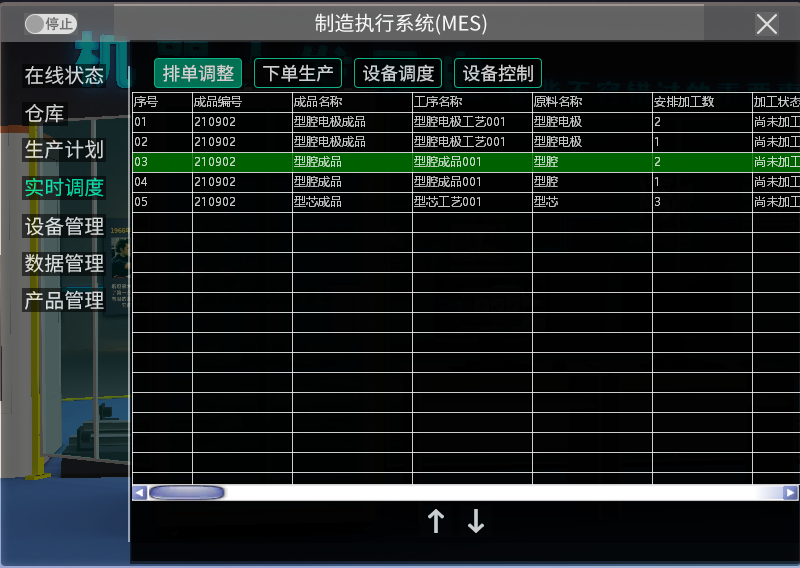 停止
制造执行系统(MES)
在线状态
仓库
生产计划
实时调度
设备管理
数据管理
产品管理
排单调整 下单生产 设备调度 设备控制
序号 成品编号 成品名称 工序名称 原料名称 安排加工数 加工状态
01 210902 型腔电极成品 型腔电极工艺001 型腔电极 2 尚未加工
02 210902 型腔电极成品 型腔电极工艺001 型腔电极 1 尚未加工
03 210902 型腔成品 型腔成品001 型腔 2 尚未加工
04 210902 型腔成品 型腔成品001 型腔 1 尚未加工
05 210902 型芯成品 型芯工艺001 型芯 3 尚未加工